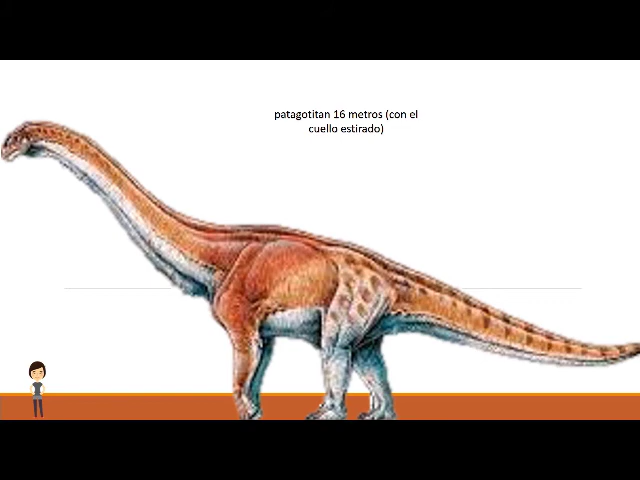 patagotitan 16 metros (con el
cuello estirado)